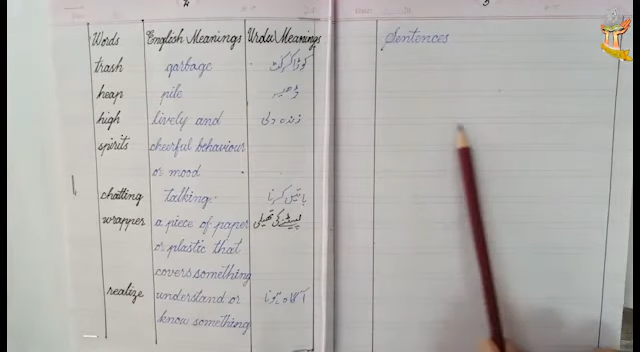 Words English Meanings Urdu Meanings Sentences
trash garbage کوڑا کرکٹ
heap pile ڈھیر
high lively and زندہ دلی
spirits cheerful behaviour
or mood
chatting talking باتیں کرنا
wrapper a piece of paper لپیٹنے کی تھیلی
or plastic that
covers something
realize understand or آگاہ ہونا
know something